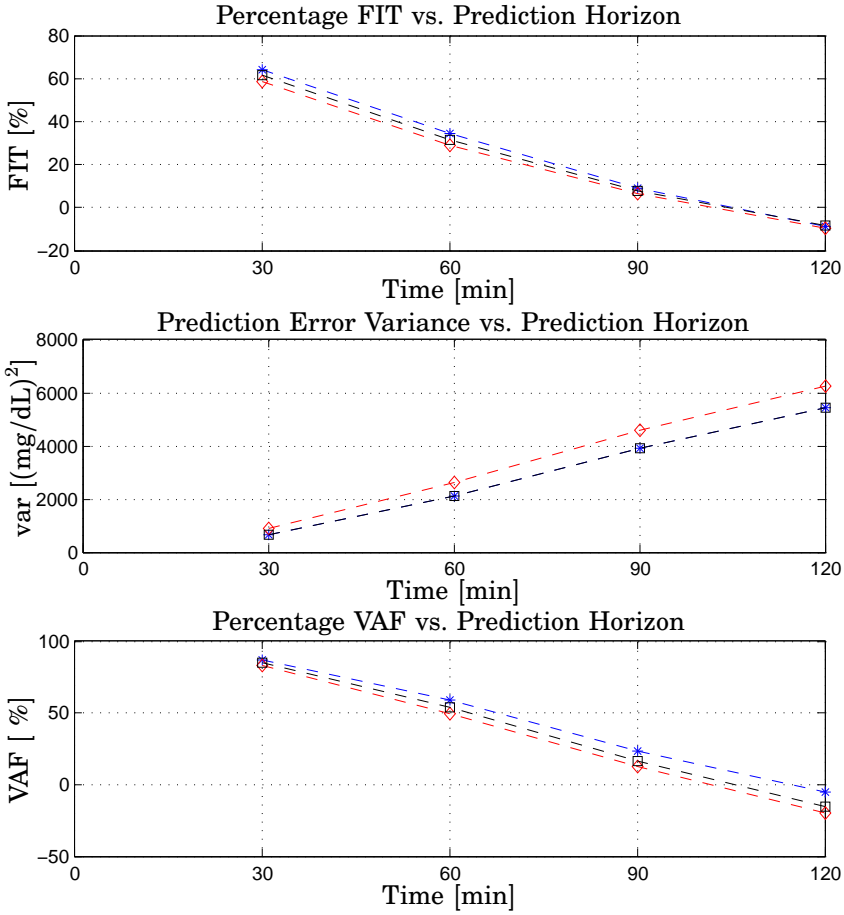 Percentage FIT vs. Prediction Horizon
FIT [%]
80
60
40
20
0
−20
0 30 60 90 120
Time [min]
Prediction Error Variance vs. Prediction Horizon
var [(mg/dL)²]
8000
6000
4000
2000
0
0 30 60 90 120
Time [min]
Percentage VAF vs. Prediction Horizon
VAF [ %]
100
50
0
−50
0 30 60 90 120
Time [min]